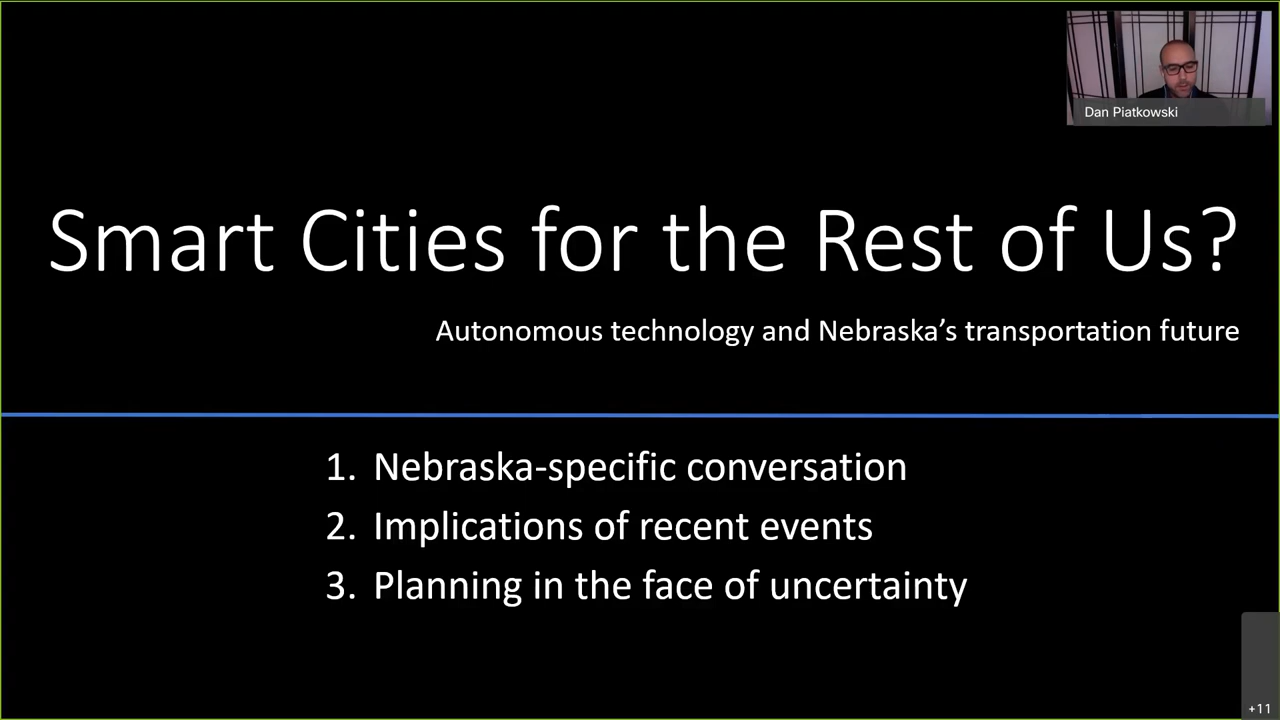 Dan Piatkowski
Smart Cities for the Rest of Us?
Autonomous technology and Nebraska’s transportation future
1. Nebraska-specific conversation
2. Implications of recent events
3. Planning in the face of uncertainty
+11